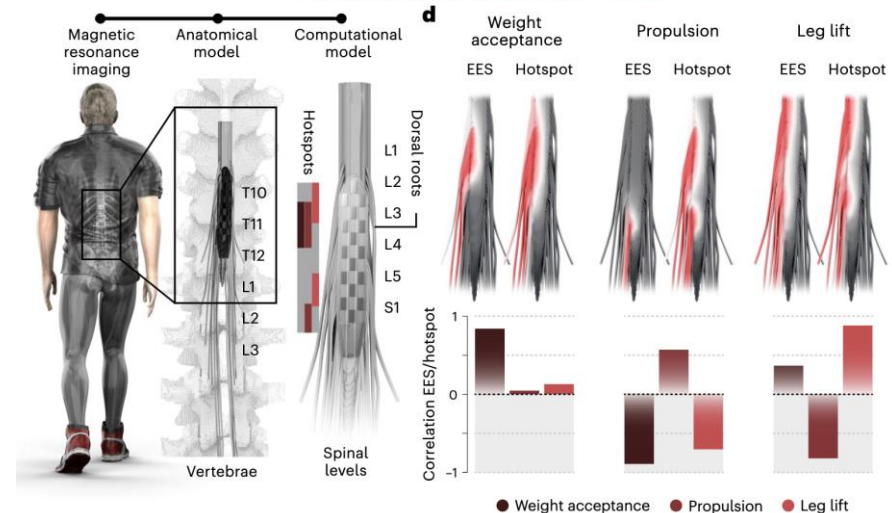 Magnetic
resonance
imaging
Anatomical
model
Computational
model
Hotspots
Dorsal roots
L1
L2
L3
L4
L5
S1
T10
T11
T12
L1
L2
L3
Vertebrae
Spinal
levels
d
Weight
acceptance
Propulsion
Leg lift
EES Hotspot
EES Hotspot
EES Hotspot
Correlation EES/hotspot
1
0
–1
Weight acceptance
Propulsion
Leg lift